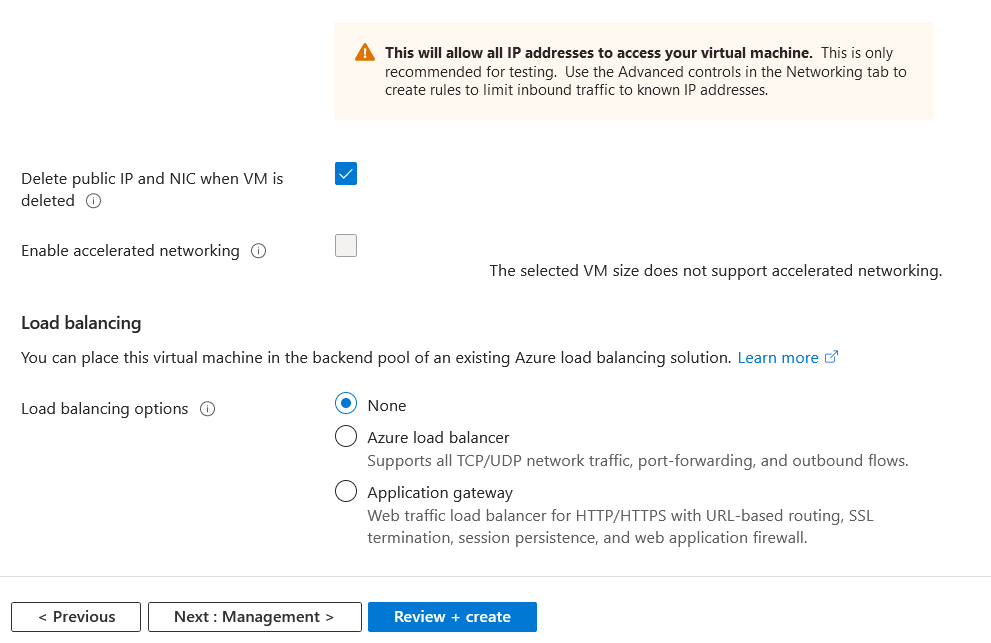 This will allow all IP addresses to access your virtual machine.  This is only
recommended for testing.  Use the Advanced controls in the Networking tab to
create rules to limit inbound traffic to known IP addresses.
Delete public IP and NIC when VM is
deleted
Enable accelerated networking
The selected VM size does not support accelerated networking.
Load balancing
You can place this virtual machine in the backend pool of an existing Azure load balancing solution. Learn more
Load balancing options
None
Azure load balancer
Supports all TCP/UDP network traffic, port-forwarding, and outbound flows.
Application gateway
Web traffic load balancer for HTTP/HTTPS with URL-based routing, SSL
termination, session persistence, and web application firewall.
< Previous
Next : Management >
Review + create